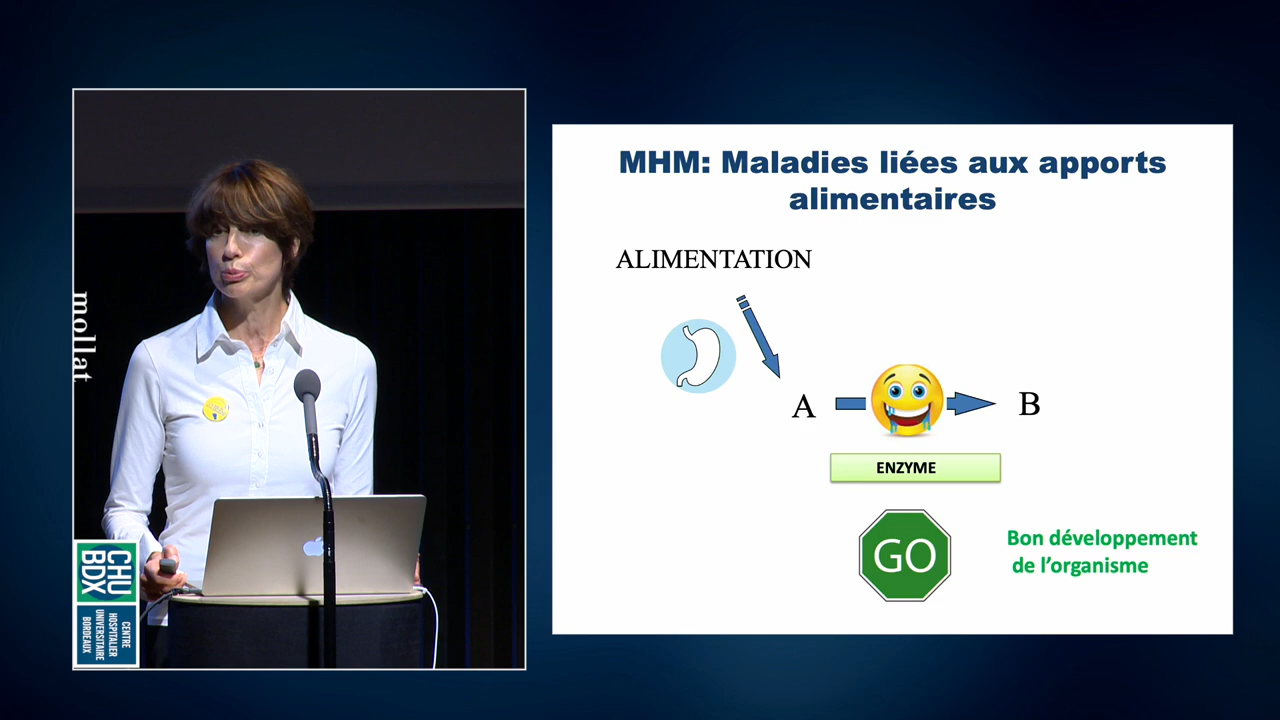 MHM: Maladies liées aux apports
alimentaires
ALIMENTATION
A
B
ENZYME
GO
Bon développement
de l'organisme
mollat
CHU
BDX
CENTRE
HOSPITALIER
UNIVERSITAIRE
BORDEAUX